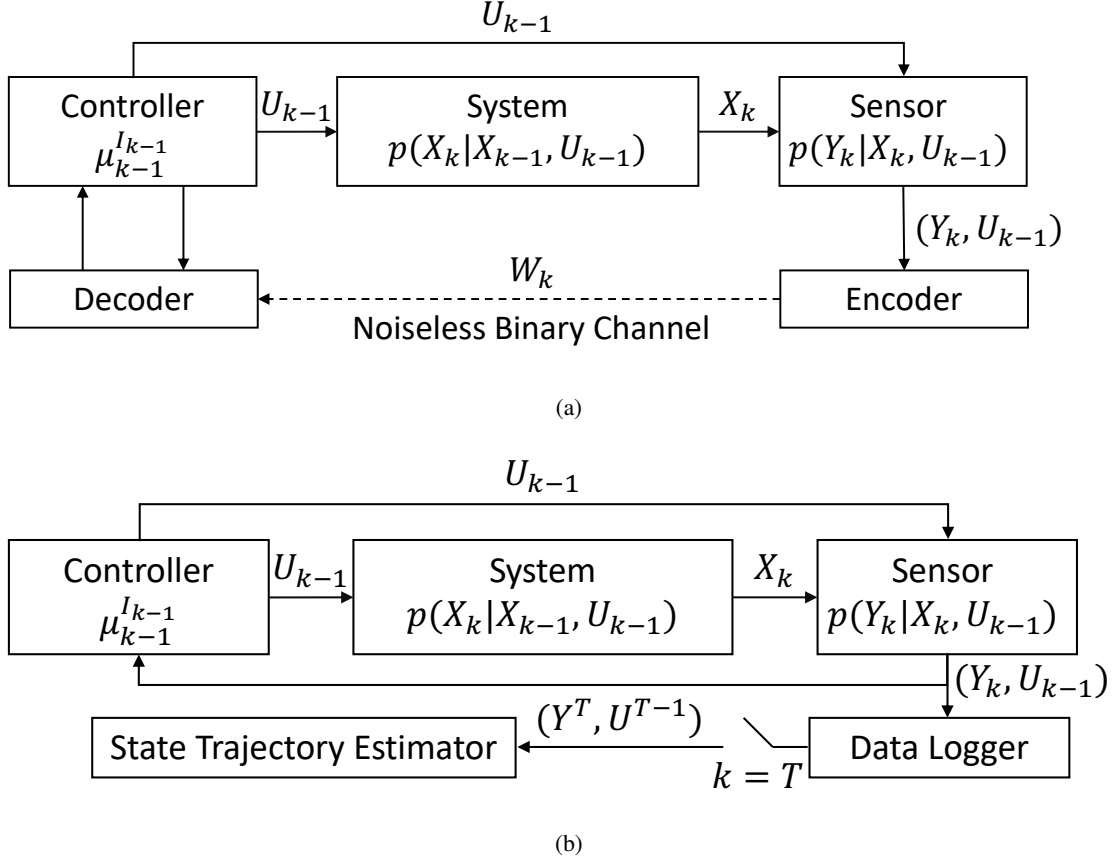 U_{k−1}
Controller
μ_{k−1}^{I_{k−1}}
U_{k−1}
System
p(X_k|X_{k−1}, U_{k−1})
X_k
Sensor
p(Y_k|X_k, U_{k−1})
(Y_k, U_{k−1})
Decoder
W_k
Noiseless Binary Channel
Encoder
(a)
U_{k−1}
Controller
μ_{k−1}^{I_{k−1}}
U_{k−1}
System
p(X_k|X_{k−1}, U_{k−1})
X_k
Sensor
p(Y_k|X_k, U_{k−1})
(Y_k, U_{k−1})
State Trajectory Estimator
(Y^T, U^{T−1})
k = T
Data Logger
(b)